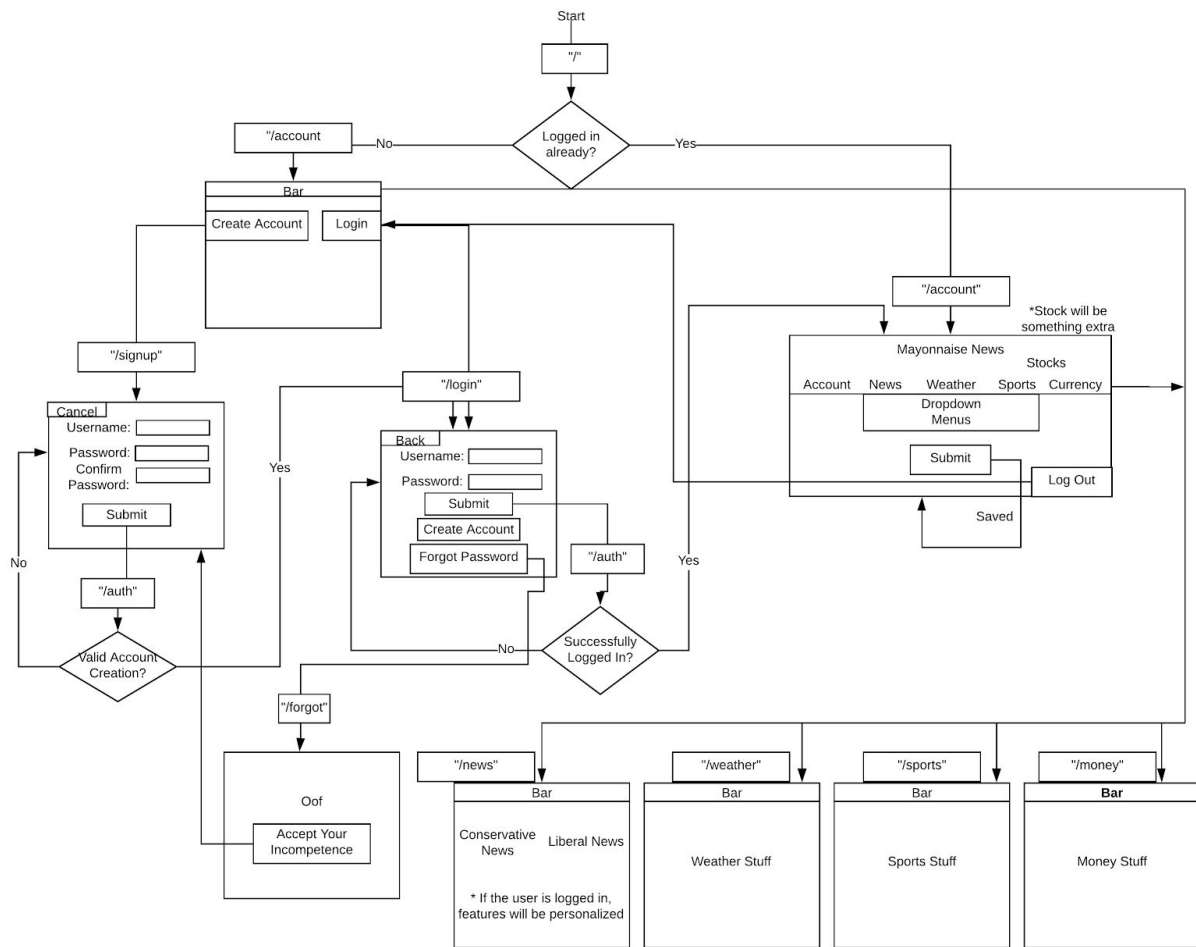 Start
"/"
Logged in
already?
No
Yes
"/account
Bar
Create Account
Login
"/account"
*Stock will be
something extra
Mayonnaise News
Stocks
Account
News
Weather
Sports
Currency
Dropdown
Menus
Submit
Log Out
Saved
"/signup"
Cancel
Username:
Password:
Confirm
Password:
Submit
No
"/auth"
Valid Account
Creation?
Yes
"/login"
Back
Username:
Password:
Submit
Create Account
Forgot Password
"/auth"
Successfully
Logged In?
No
Yes
"/forgot"
Oof
Accept Your
Incompetence
"/news"
Bar
Conservative
News
Liberal News
* If the user is logged in,
features will be personalized
"/weather"
Bar
Weather Stuff
"/sports"
Bar
Sports Stuff
"/money"
Bar
Money Stuff